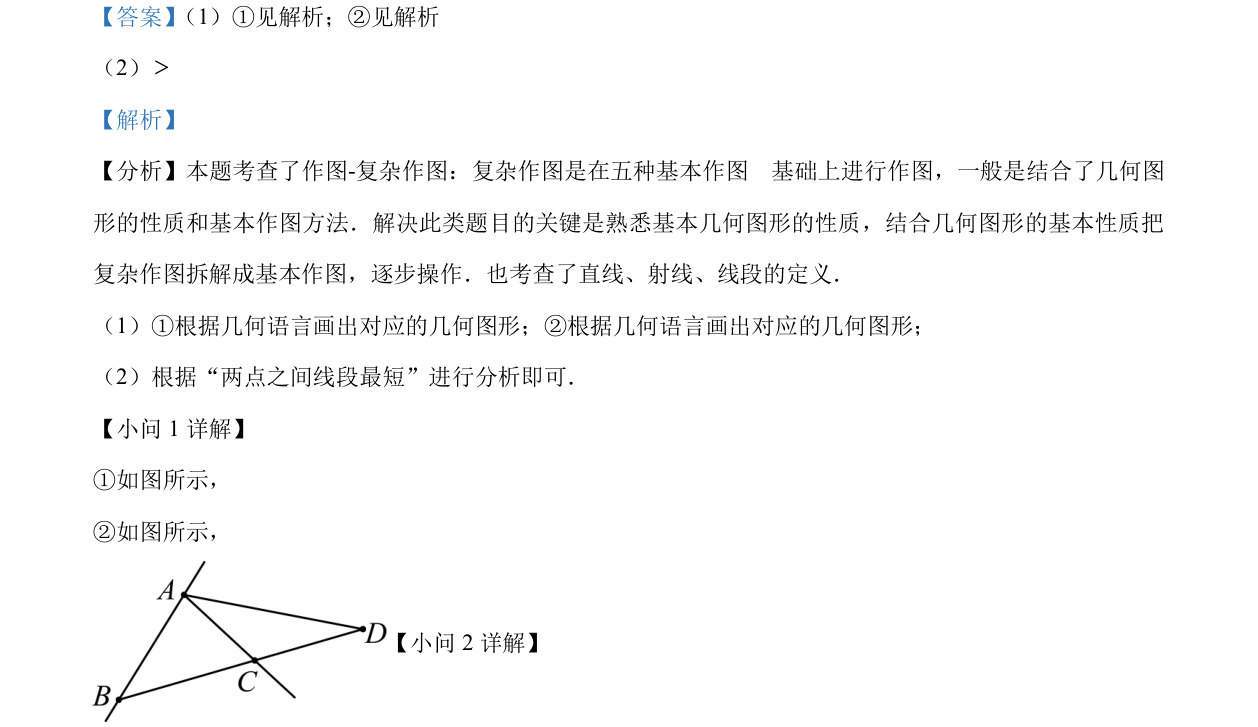 【答案】（1）①见解析；②见解析
（2）＞
【解析】
【分析】本题考查了作图-复杂作图：复杂作图是在五种基本作图　基础上进行作图，一般是结合了几何图
形的性质和基本作图方法．解决此类题目的关键是熟悉基本几何图形的性质，结合几何图形的基本性质把
复杂作图拆解成基本作图，逐步操作．也考查了直线、射线、线段的定义．
（1）①根据几何语言画出对应的几何图形；②根据几何语言画出对应的几何图形；
（2）根据“两点之间线段最短”进行分析即可．
【小问 1 详解】
①如图所示，
②如图所示，
A
D【小问 2 详解】
C
B